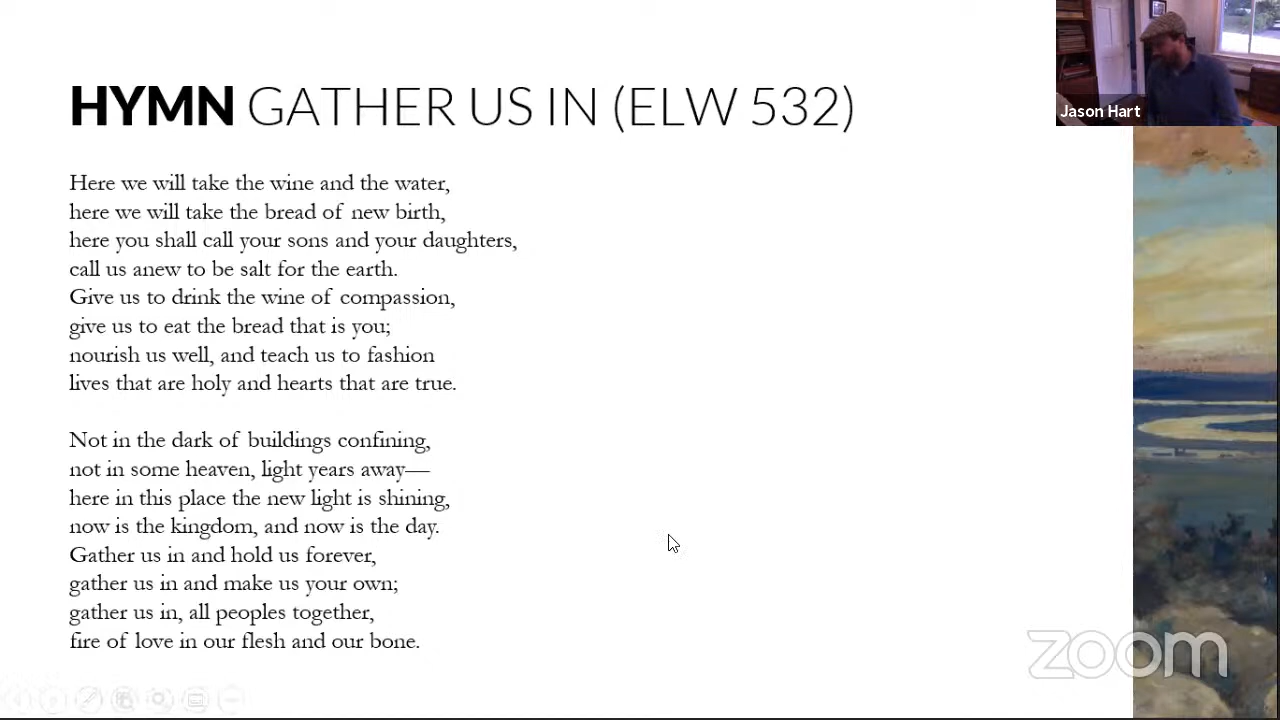 HYMN GATHER US IN (ELW 532)
Jason Hart
Here we will take the wine and the water,
here we will take the bread of new birth,
here you shall call your sons and your daughters,
call us anew to be salt for the earth.
Give us to drink the wine of compassion,
give us to eat the bread that is you;
nourish us well, and teach us to fashion
lives that are holy and hearts that are true.
Not in the dark of buildings confining,
not in some heaven, light years away—
here in this place the new light is shining,
now is the kingdom, and now is the day.
Gather us in and hold us forever,
gather us in and make us your own;
gather us in, all peoples together,
fire of love in our flesh and our bone.
zoom